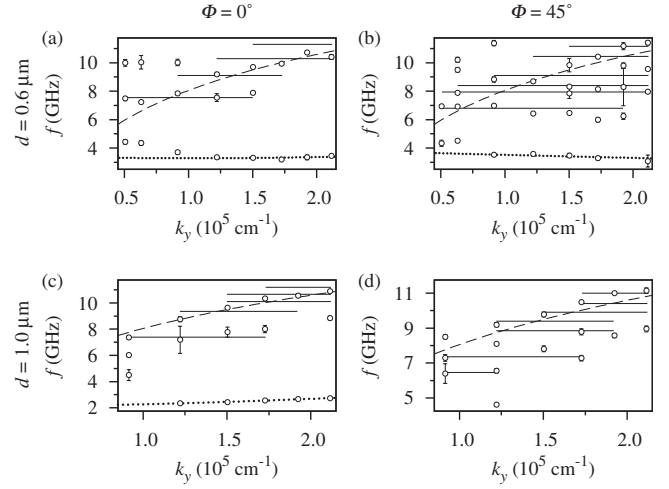 Φ = 0° Φ = 45°
(a) (b)
d = 0.6 μm
f (GHz)
10
8
6
4
0.5 1.0 1.5 2.0
k_y (10^5 cm^−1)
f (GHz)
10
8
6
4
0.5 1.0 1.5 2.0
k_y (10^5 cm^−1)
(c) (d)
d = 1.0 μm
f (GHz)
10
8
6
4
2
1.0 1.5 2.0
k_y (10^5 cm^−1)
f (GHz)
11
9
7
5
1.0 1.5 2.0
k_y (10^5 cm^−1)